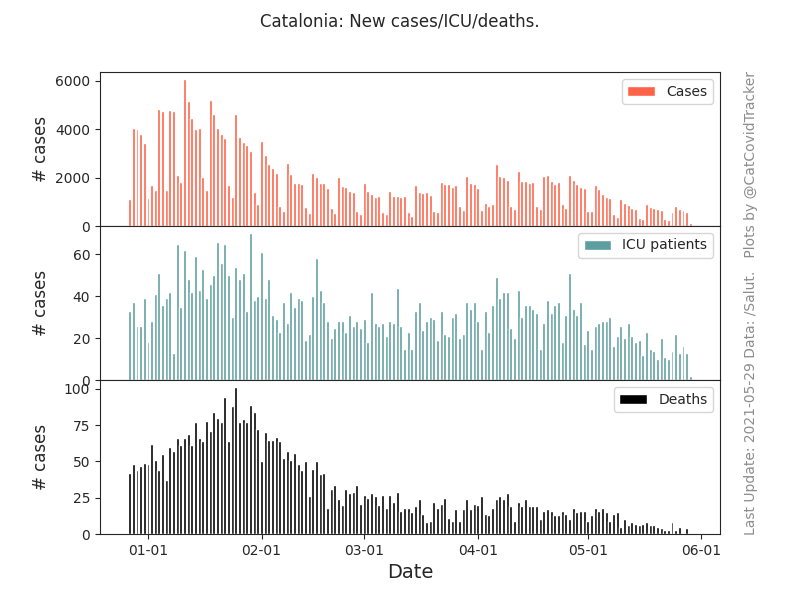 Catalonia: New cases/ICU/deaths.
6000
4000
2000
0
# cases
Cases
60
40
20
0
# cases
ICU patients
100
75
50
25
0
# cases
Deaths
01-01
02-01
03-01
04-01
05-01
06-01
Date
Last Update: 2021-05-29 Data: /Salut.   Plots by @CatCovidTracker